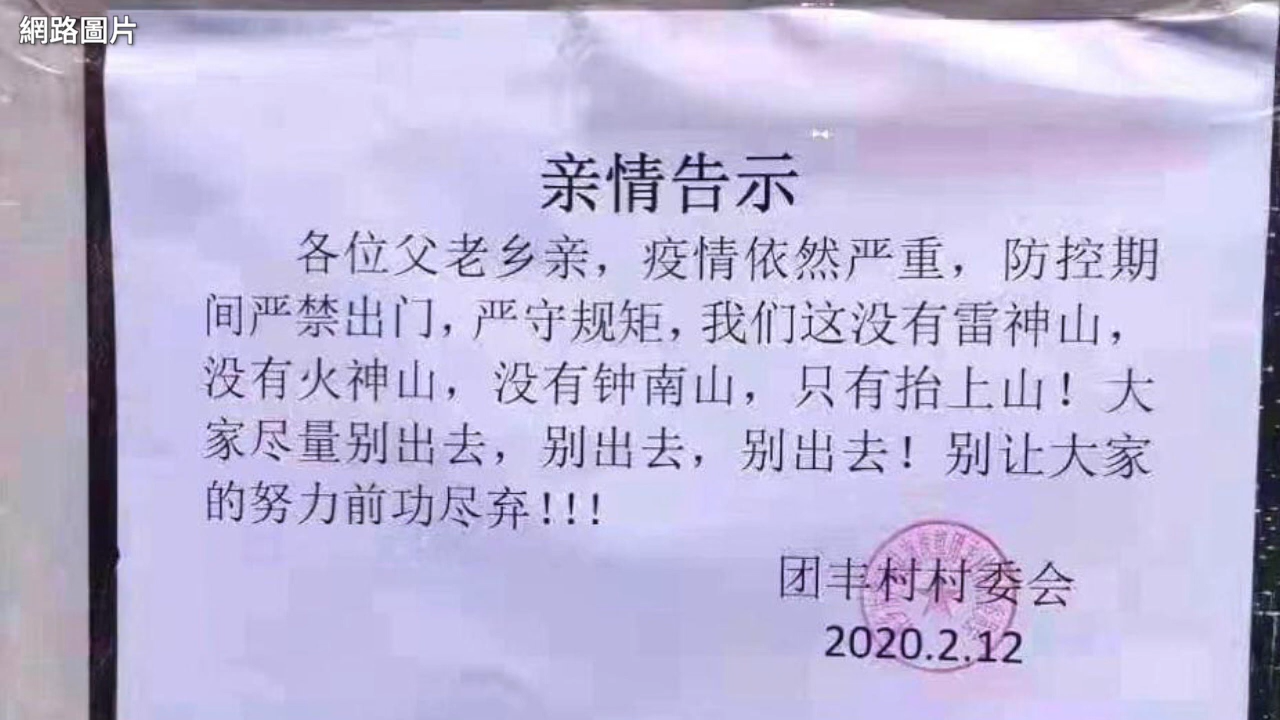 網路圖片
亲情告示
各位父老乡亲，疫情依然严重，防控期
间严禁出门，严守规矩，我们这没有雷神山，
没有火神山，没有钟南山，只有抬上山！大
家尽量别出去，别出去，别出去！别让大家
的努力前功尽弃!!!
团丰村村委会
2020.2.12